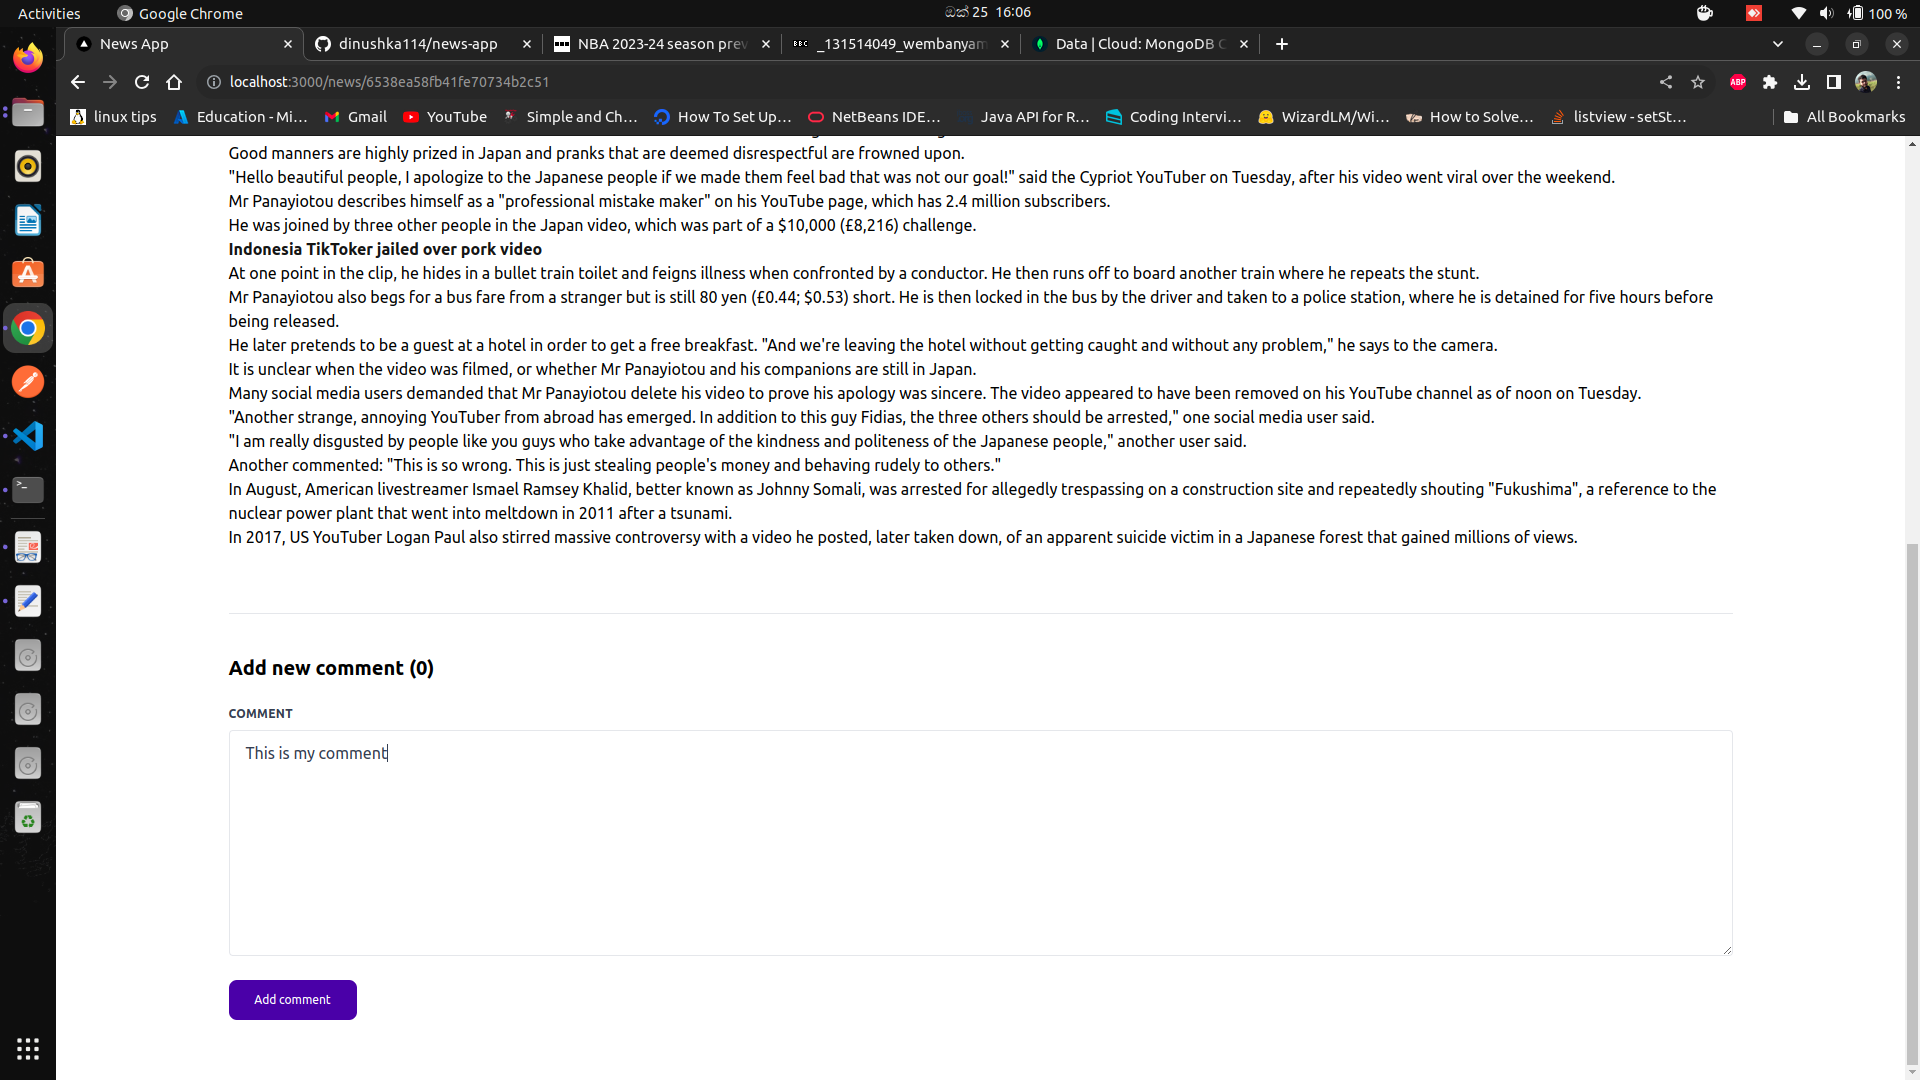 Activities
Google Chrome
ඔක් 25 16:06
100 %
News App
dinushka114/news-app
NBA 2023-24 season prev
_131514049_wembanyam
Data | Cloud: MongoDB C
localhost:3000/news/6538ea58fb41fe70734b2c51
ABP
linux tips
Education - Mi...
Gmail
YouTube
Simple and Ch...
How To Set Up...
NetBeans IDE...
Java API for R...
Coding Intervi...
WizardLM/Wi...
How to Solve...
listview - setSt...
All Bookmarks
Good manners are highly prized in Japan and pranks that are deemed disrespectful are frowned upon.
"Hello beautiful people, I apologize to the Japanese people if we made them feel bad that was not our goal!" said the Cypriot YouTuber on Tuesday, after his video went viral over the weekend.
Mr Panayiotou describes himself as a "professional mistake maker" on his YouTube page, which has 2.4 million subscribers.
He was joined by three other people in the Japan video, which was part of a $10,000 (£8,216) challenge.
Indonesia TikToker jailed over pork video
At one point in the clip, he hides in a bullet train toilet and feigns illness when confronted by a conductor. He then runs off to board another train where he repeats the stunt.
Mr Panayiotou also begs for a bus fare from a stranger but is still 80 yen (£0.44; $0.53) short. He is then locked in the bus by the driver and taken to a police station, where he is detained for five hours before
being released.
He later pretends to be a guest at a hotel in order to get a free breakfast. "And we're leaving the hotel without getting caught and without any problem," he says to the camera.
It is unclear when the video was filmed, or whether Mr Panayiotou and his companions are still in Japan.
Many social media users demanded that Mr Panayiotou delete his video to prove his apology was sincere. The video appeared to have been removed on his YouTube channel as of noon on Tuesday.
"Another strange, annoying YouTuber from abroad has emerged. In addition to this guy Fidias, the three others should be arrested," one social media user said.
"I am really disgusted by people like you guys who take advantage of the kindness and politeness of the Japanese people," another user said.
Another commented: "This is so wrong. This is just stealing people's money and behaving rudely to others."
In August, American livestreamer Ismael Ramsey Khalid, better known as Johnny Somali, was arrested for allegedly trespassing on a construction site and repeatedly shouting "Fukushima", a reference to the
nuclear power plant that went into meltdown in 2011 after a tsunami.
In 2017, US YouTuber Logan Paul also stirred massive controversy with a video he posted, later taken down, of an apparent suicide victim in a Japanese forest that gained millions of views.
Add new comment (0)
COMMENT
This is my comment
Add comment